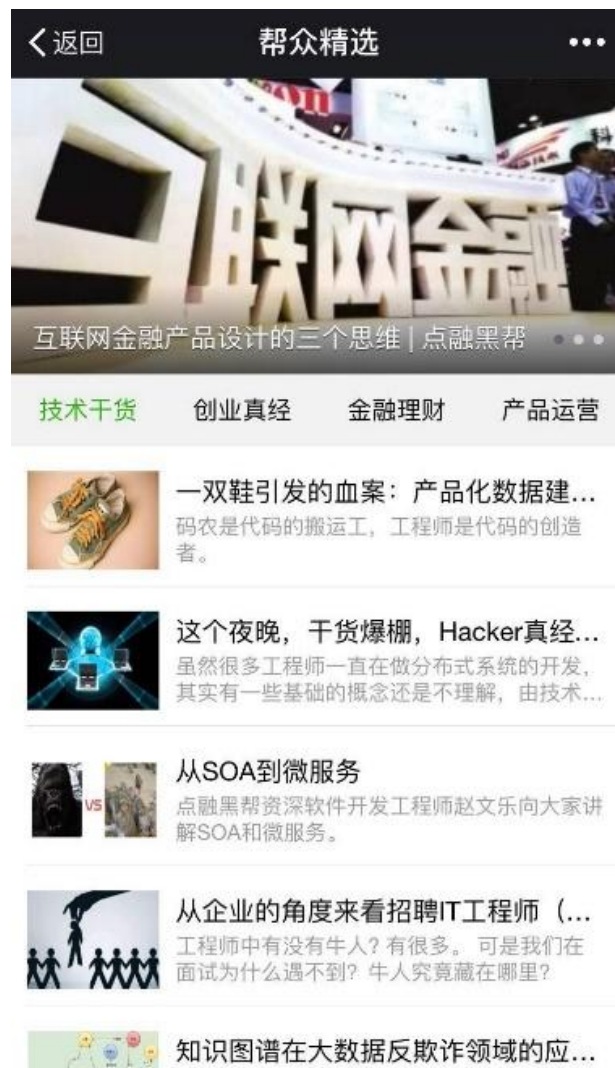 返回
帮众精选
互联网金融
互联网金融产品设计的三个思维 | 点融黑帮
技术干货
创业真经
金融理财
产品运营
一双鞋引发的血案：产品化数据建...
码农是代码的搬运工，工程师是代码的创造
者。
这个夜晚，干货爆棚，Hacker真经...
虽然很多工程师一直在做分布式系统的开发，
其实有一些基础的概念还是不理解，由技术...
VS
从SOA到微服务
点融黑帮资深软件开发工程师赵文乐向大家讲
解SOA和微服务。
从企业的角度来看招聘IT工程师（...
工程师中有没有牛人？有很多。 可是我们在
面试为什么遇不到？牛人究竟藏在哪里？
知识图谱在大数据反欺诈领域的应...